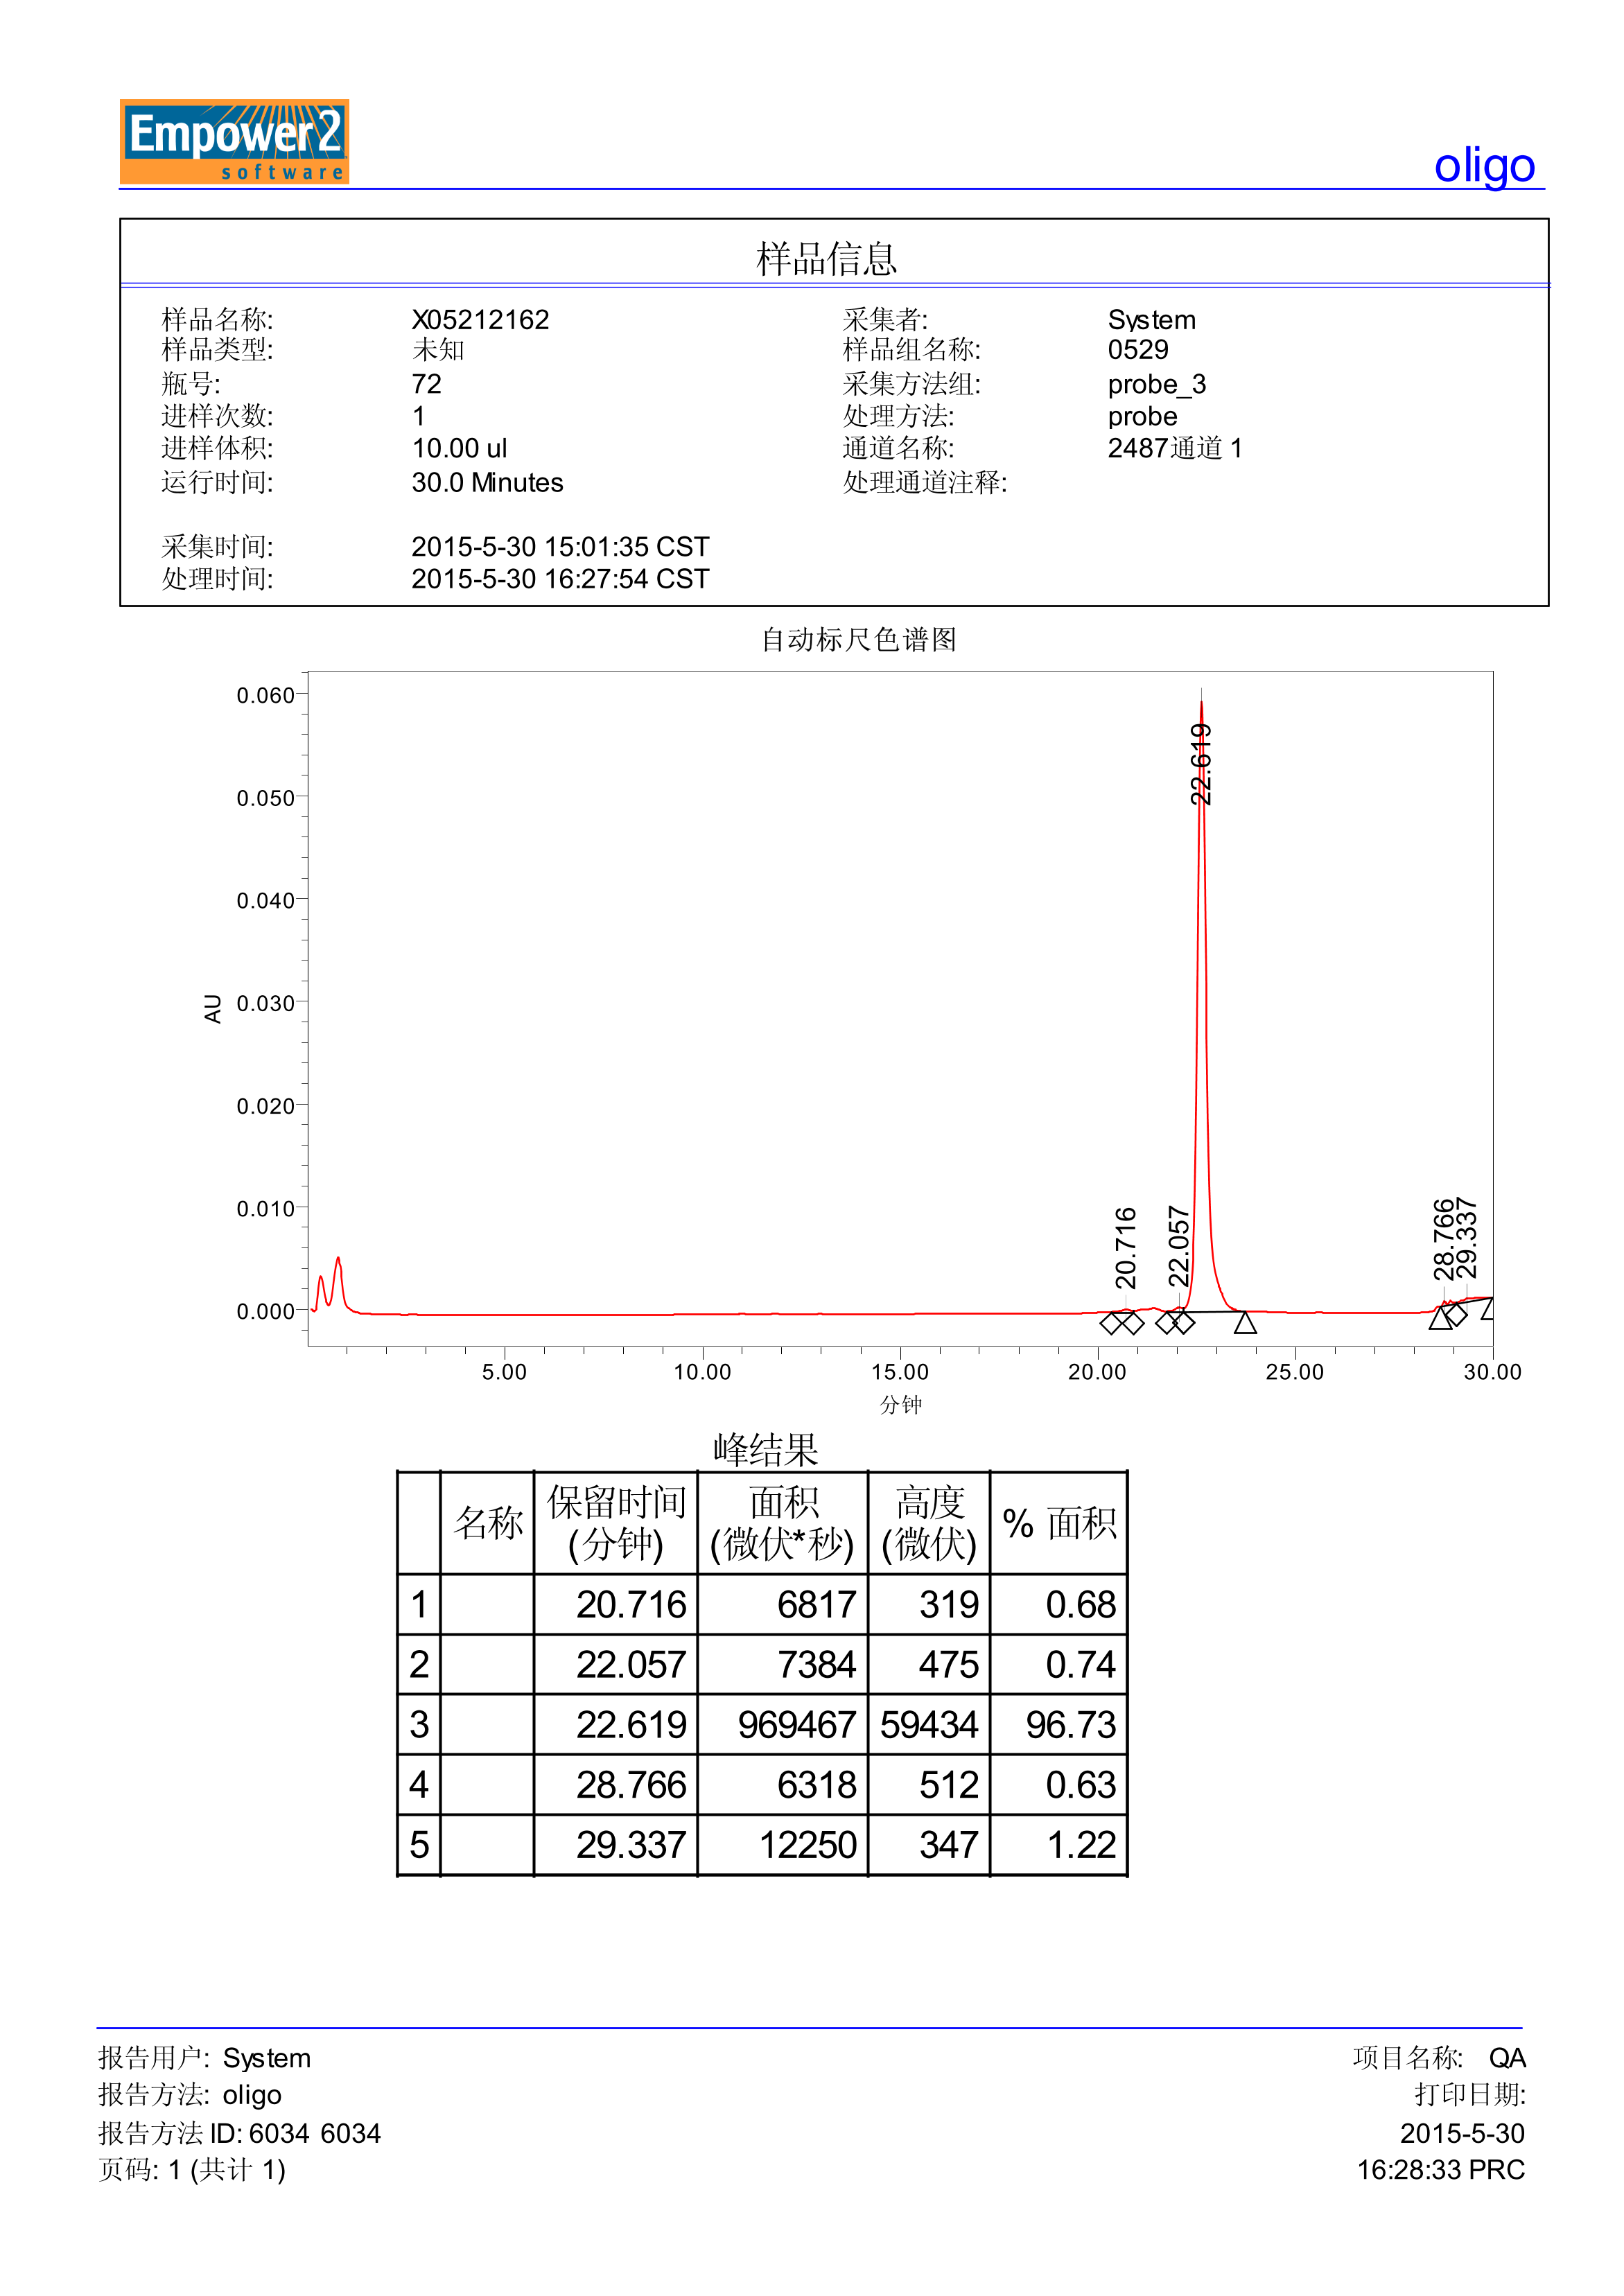 Empower2
software
oligo
样品信息
样品名称: X05212162 采集者: System
样品类型: 未知 样品组名称: 0529
瓶号: 72 采集方法组: probe_3
进样次数: 1 处理方法: probe
进样体积: 10.00 ul 通道名称: 2487通道 1
运行时间: 30.0 Minutes 处理通道注释:
采集时间: 2015-5-30 15:01:35 CST
处理时间: 2015-5-30 16:27:54 CST
自动标尺色谱图
0.060
0.050
0.040
0.030
0.020
0.010
0.000
AU
20.716
22.057
22.619
28.766
29.337
5.00 10.00 15.00 20.00 25.00 30.00
分钟
峰结果
名称 保留时间 (分钟) 面积 (微伏*秒) 高度 (微伏) % 面积
1 20.716 6817 319 0.68
2 22.057 7384 475 0.74
3 22.619 969467 59434 96.73
4 28.766 6318 512 0.63
5 29.337 12250 347 1.22
报告用户: System 项目名称: QA
报告方法: oligo 打印日期:
报告方法 ID: 6034 6034 2015-5-30
页码: 1 (共计 1) 16:28:33 PRC